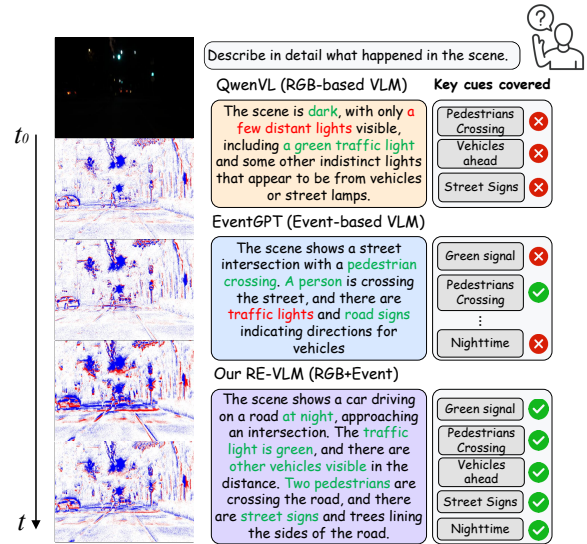 ?
Describe in detail what happened in the scene.
QwenVL (RGB-based VLM)
Key cues covered
The scene is dark, with only a
few distant lights visible,
including a green traffic light
and some other indistinct lights
that appear to be from vehicles
or street lamps.
Pedestrians
Crossing
Vehicles
ahead
Street Signs
t0
EventGPT (Event-based VLM)
The scene shows a street
intersection with a pedestrian
crossing. A person is crossing
the street, and there are
traffic lights and road signs
indicating directions for
vehicles
Green signal
Pedestrians
Crossing
...
Nighttime
Our RE-VLM (RGB+Event)
The scene shows a car driving
on a road at night, approaching
an intersection. The traffic
light is green, and there are
other vehicles visible in the
distance. Two pedestrians are
crossing the road, and there
are street signs and trees lining
the sides of the road.
Green signal
Pedestrians
Crossing
Vehicles
ahead
Street Signs
Nighttime
t